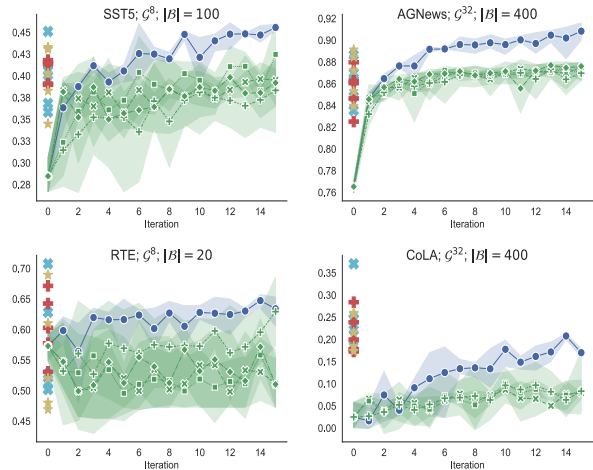 SST5; 𝒢⁸; |ℬ| = 100
0.45
0.42
0.40
0.38
0.35
0.33
0.30
0.28
0 2 4 6 8 10 12 14
Iteration
AGNews; 𝒢³²; |ℬ| = 400
0.92
0.90
0.88
0.86
0.84
0.82
0.80
0.78
0.76
0 2 4 6 8 10 12 14
Iteration
RTE; 𝒢⁸; |ℬ| = 20
0.70
0.65
0.60
0.55
0.50
0.45
0 2 4 6 8 10 12 14
Iteration
CoLA; 𝒢³²; |ℬ| = 400
0.35
0.30
0.25
0.20
0.15
0.10
0.05
0.00
0 2 4 6 8 10 12 14
Iteration